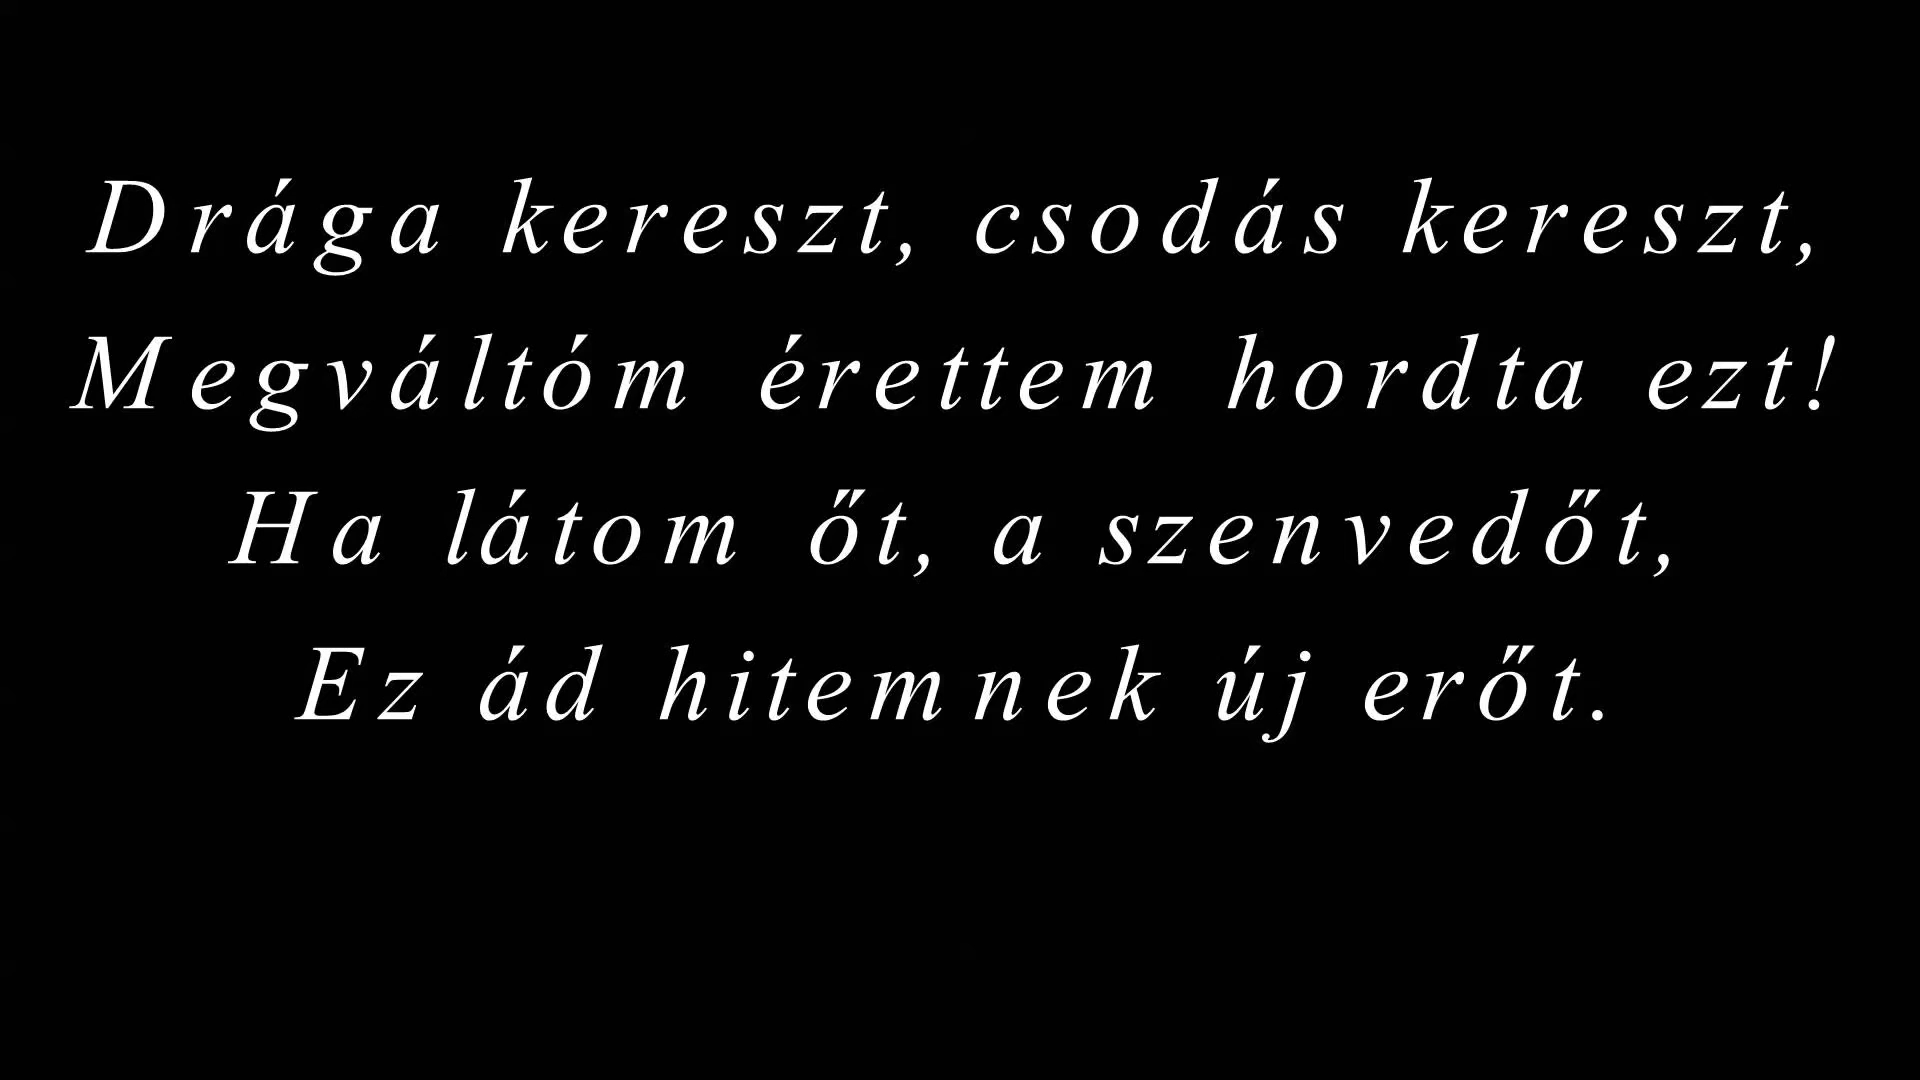 Drága kereszt, csodás kereszt,
Megváltóm érettem hordta ezt!
Ha látom őt, a szenvedőt,
Ez ád hitemnek új erőt.